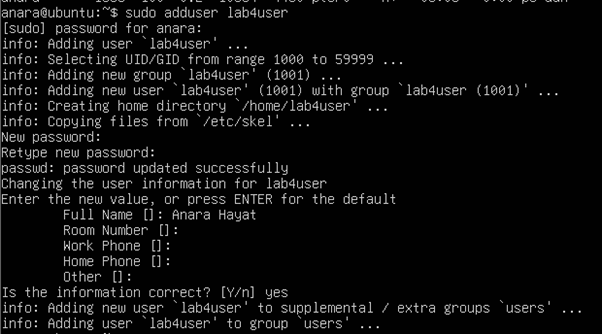 anara@ubuntu:~$ sudo adduser lab4user
[sudo] password for anara:
info: Adding user `lab4user' ...
info: Selecting UID/GID from range 1000 to 59999 ...
info: Adding new group `lab4user' (1001) ...
info: Adding new user `lab4user' (1001) with group `lab4user (1001)' ...
info: Creating home directory `/home/lab4user' ...
info: Copying files from `/etc/skel' ...
New password:
Retype new password:
passwd: password updated successfully
Changing the user information for lab4user
Enter the new value, or press ENTER for the default
Full Name []: Anara Hayat
Room Number []:
Work Phone []:
Home Phone []:
Other []:
Is the information correct? [Y/n] yes
info: Adding new user `lab4user' to supplemental / extra groups `users' ...
info: Adding user `lab4user' to group `users' ...